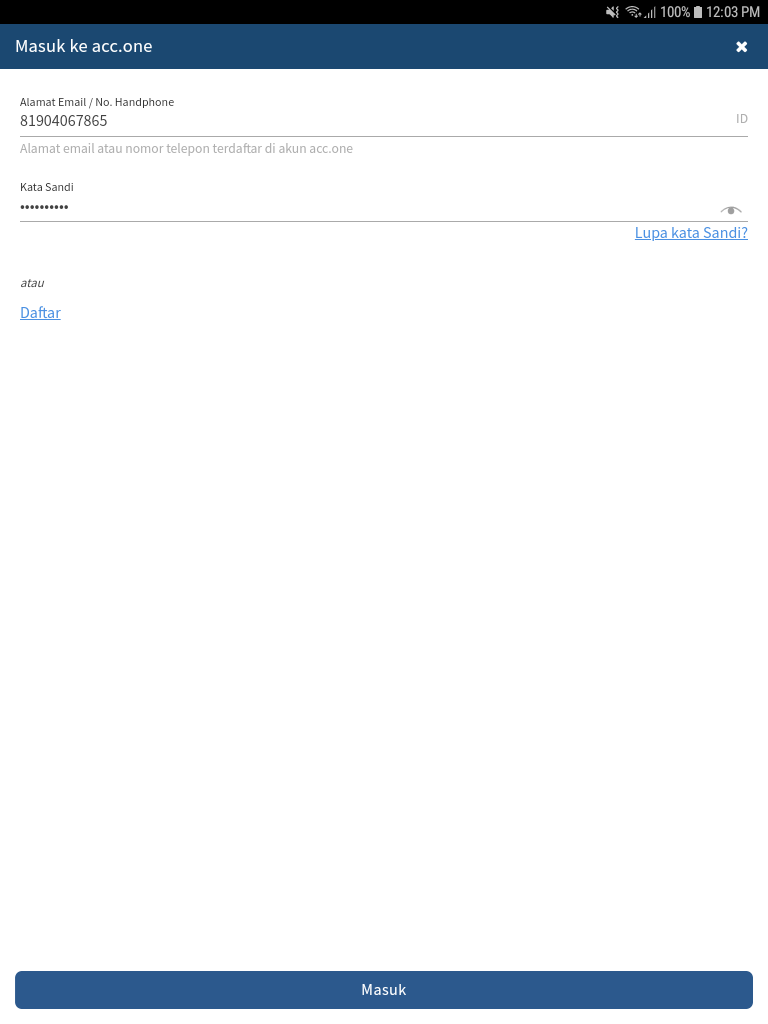 100% 12:03 PM
Masuk ke acc.one
Alamat Email / No. Handphone
81904067865
ID
Alamat email atau nomor telepon terdaftar di akun acc.one
Kata Sandi
••••••••••
Lupa kata Sandi?
atau
Daftar
Masuk